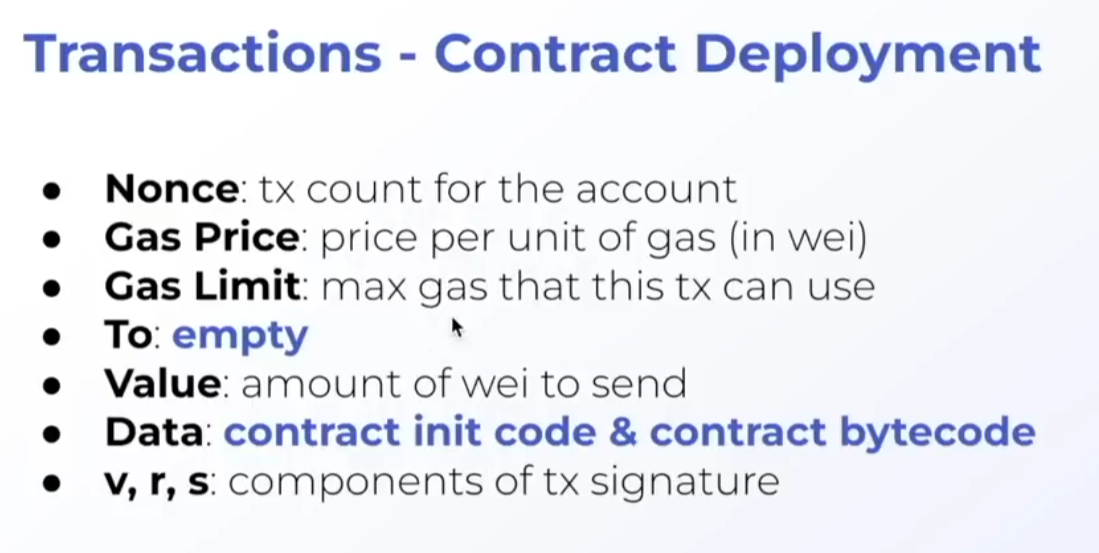 Transactions - Contract Deployment
● Nonce: tx count for the account
● Gas Price: price per unit of gas (in wei)
● Gas Limit: max gas that this tx can use
● To: empty
● Value: amount of wei to send
● Data: contract init code & contract bytecode
● v, r, s: components of tx signature